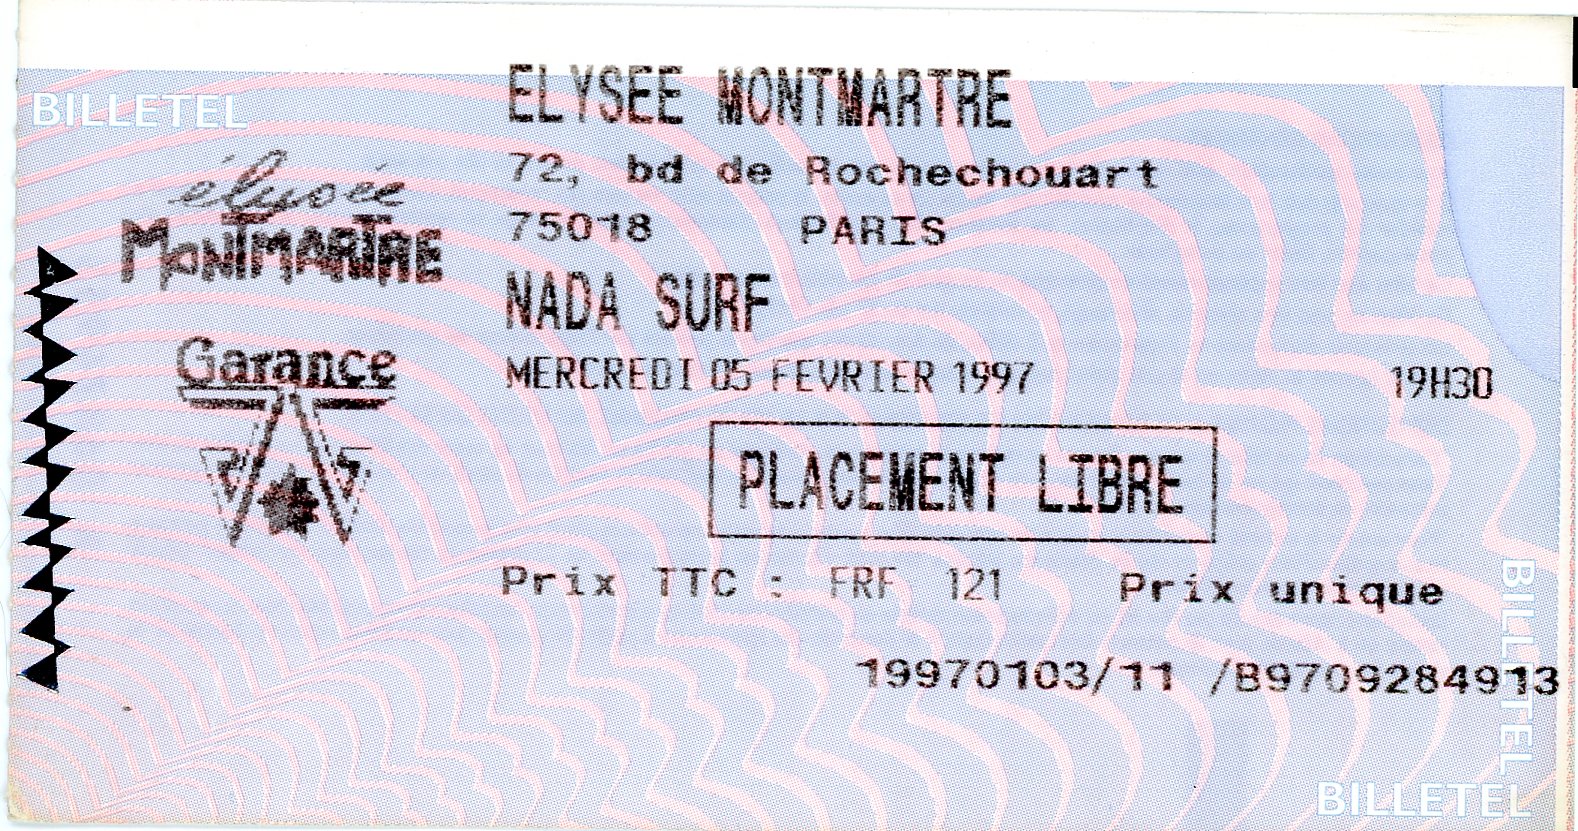 BILLETEL
ELYSEE MONTMARTRE
72, bd de Rochechouart
75018 PARIS
élysée
MONTMARTRE
NADA SURF
Garance
MERCREDI 05 FEVRIER 1997 19H30
PLACEMENT LIBRE
Prix TTC : FRF 121 Prix unique
19970103/11 /B9709284913
BILLETEL
BILLETEL